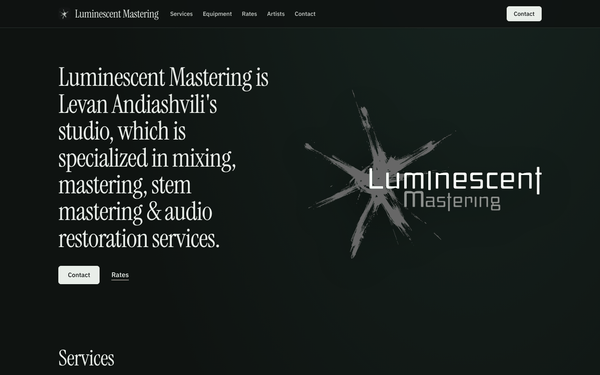 Luminescent Mastering
Services
Equipment
Rates
Artists
Contact
Contact
Luminescent Mastering is
Levan Andiashvili's
studio, which is
specialized in mixing,
mastering, stem
mastering & audio
restoration services.
Luminescent
Mastering
Contact
Rates
Services